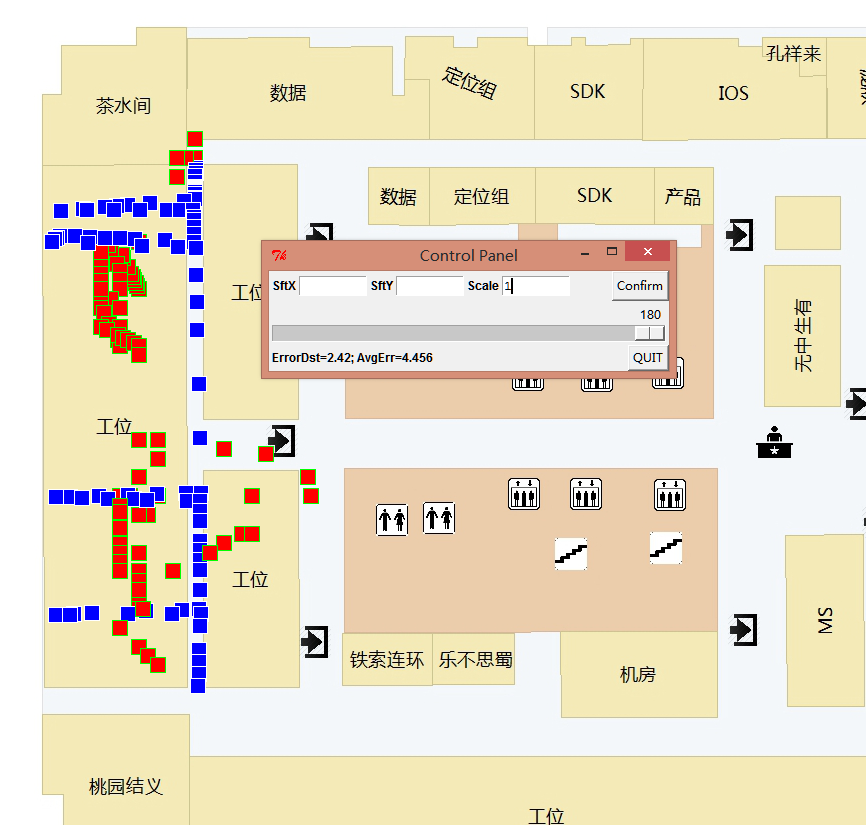 孔祥来
茶水间
数据
定位组
SDK
IOS
数据
定位组
SDK
产品
Control Panel
工位
SftX
SftY
Scale
1
Confirm
180
ErrorDst=2.42; AvgErr=4.456
QUIT
无中生有
工位
工位
MS
铁索连环
乐不思蜀
机房
桃园结义
工位